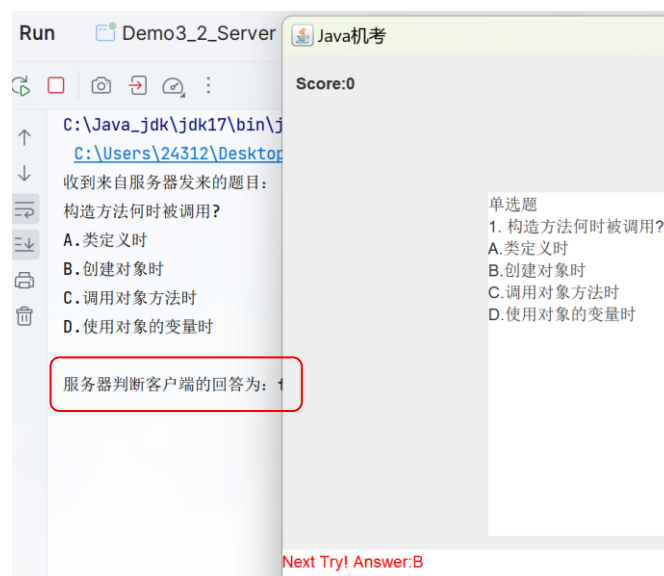 Run
Demo3_2_Server
C:\Java_jdk\jdk17\bin\j
C:\Users\24312\Desktop
收到来自服务器发来的题目：
构造方法何时被调用?
A.类定义时
B.创建对象时
C.调用对象方法时
D.使用对象的变量时
服务器判断客户端的回答为：
Java机考
Score:0
单选题
1. 构造方法何时被调用?
A.类定义时
B.创建对象时
C.调用对象方法时
D.使用对象的变量时
Next Try! Answer:B